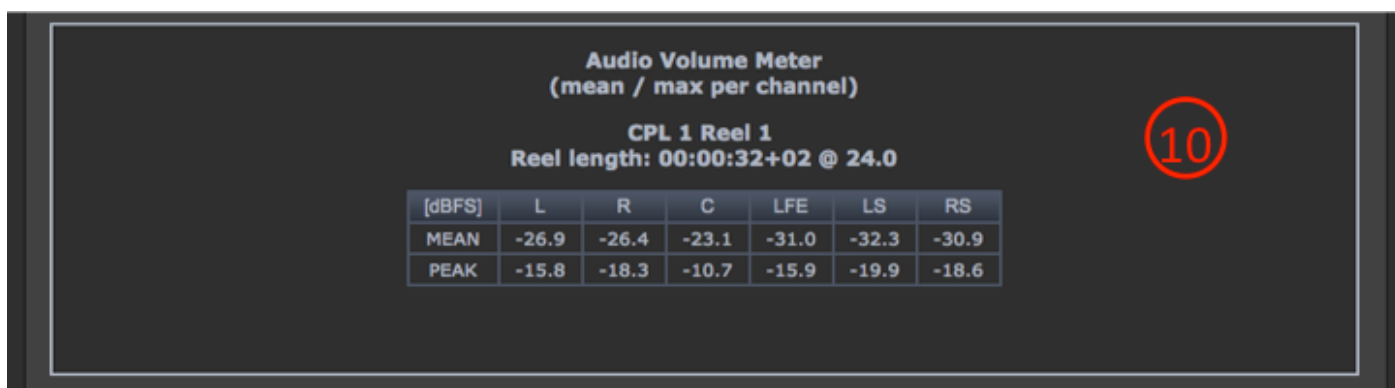 Audio Volume Meter
(mean / max per channel)
CPL 1 Reel 1
Reel length: 00:00:32+02 @ 24.0
10
[dBFS] L R C LFE LS RS
MEAN -26.9 -26.4 -23.1 -31.0 -32.3 -30.9
PEAK -15.8 -18.3 -10.7 -15.9 -19.9 -18.6